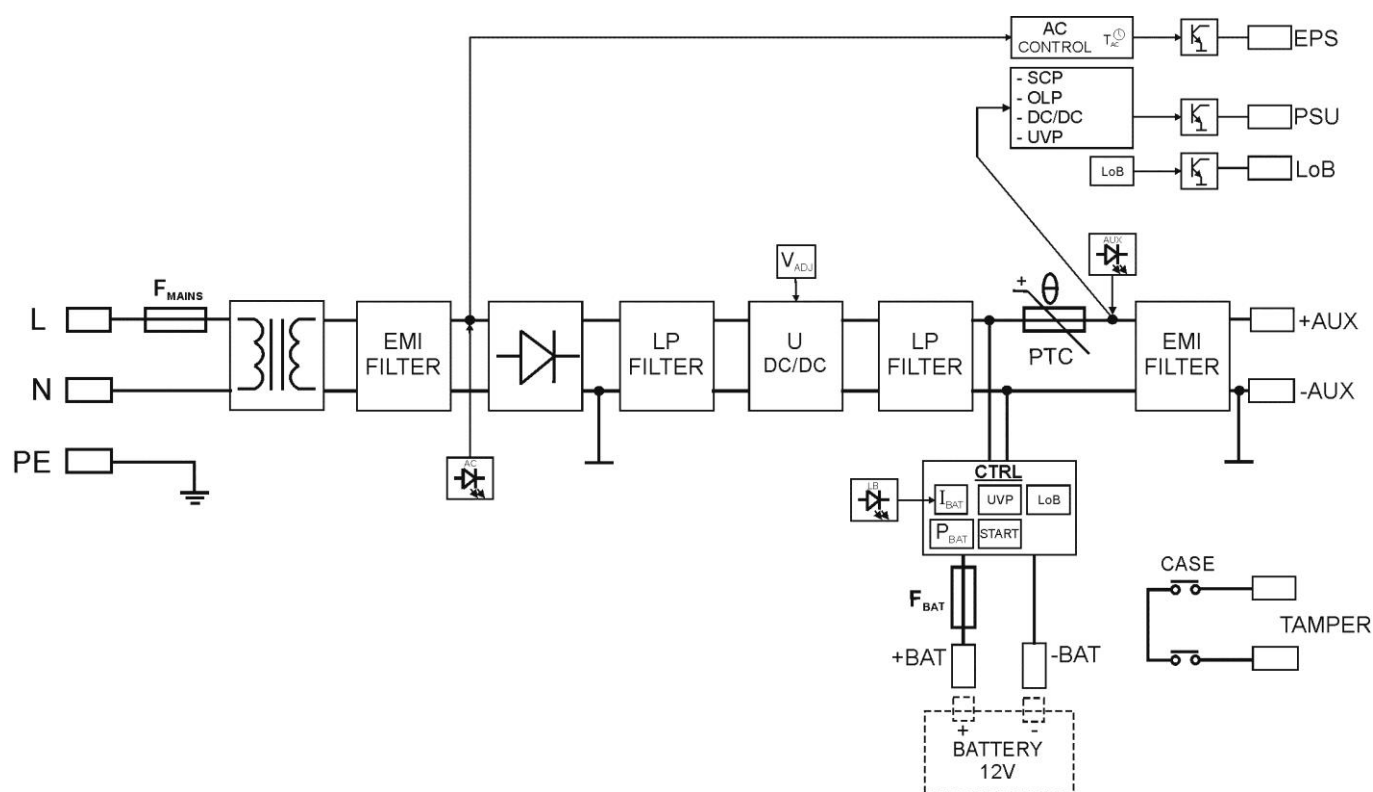 AC
CONTROL T AC
EPS
- SCP
- OLP
- DC/DC
- UVP
PSU
LoB
LoB
AUX
V ADJ
F MAINS
+ θ
L
EMI
FILTER
LP
FILTER
U
DC/DC
LP
FILTER
PTC
EMI
FILTER
+AUX
N
-AUX
PE
AC
CTRL
LB
I BAT
UVP
LoB
P BAT
START
F BAT
CASE
TAMPER
+BAT
-BAT
+ -
BATTERY
12V